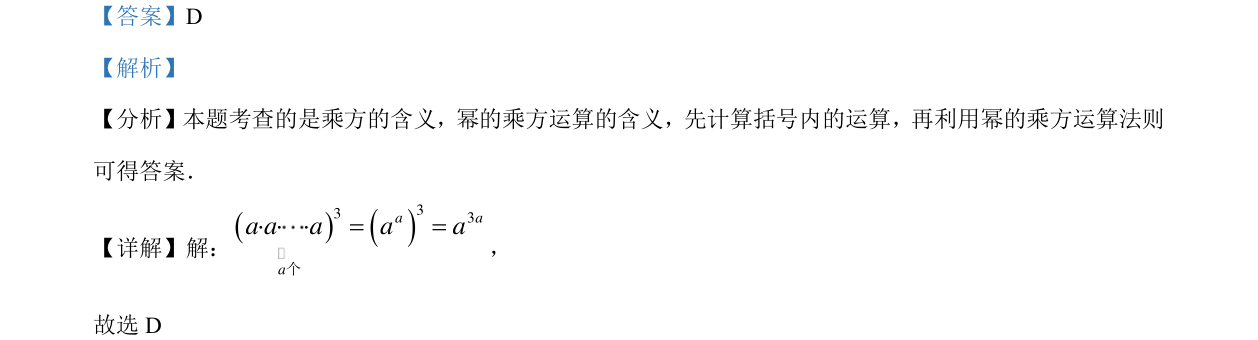 【答案】D
【解析】
【分析】本题考查的是乘方的含义，幂的乘方运算的含义，先计算括号内的运算，再利用幂的乘方运算法则
可得答案．
【详解】解：(a·a·…·a)³=(aᵃ)³=a³ᵃ，
a个
故选 D